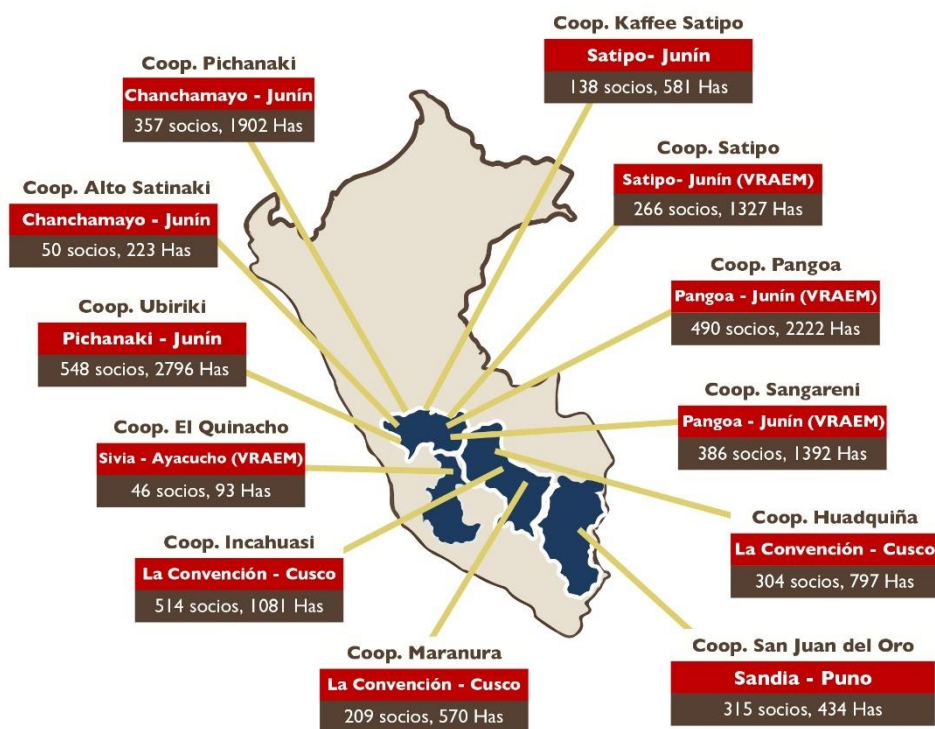 Coop. Kaffee Satipo
Satipo- Junín
138 socios, 581 Has
Coop. Pichanaki
Chanchamayo - Junín
357 socios, 1902 Has
Coop. Satipo
Satipo- Junín (VRAEM)
266 socios, 1327 Has
Coop. Alto Satinaki
Chanchamayo - Junín
50 socios, 223 Has
Coop. Pangoa
Pangoa - Junín (VRAEM)
490 socios, 2222 Has
Coop. Ubiriki
Pichanaki - Junín
548 socios, 2796 Has
Coop. Sangareni
Pangoa - Junín (VRAEM)
386 socios, 1392 Has
Coop. El Quinacho
Sivia - Ayacucho (VRAEM)
46 socios, 93 Has
Coop. Huadquiña
La Convención - Cusco
304 socios, 797 Has
Coop. Incahuasi
La Convención - Cusco
514 socios, 1081 Has
Coop. San Juan del Oro
Sandia - Puno
315 socios, 434 Has
Coop. Maranura
La Convención - Cusco
209 socios, 570 Has